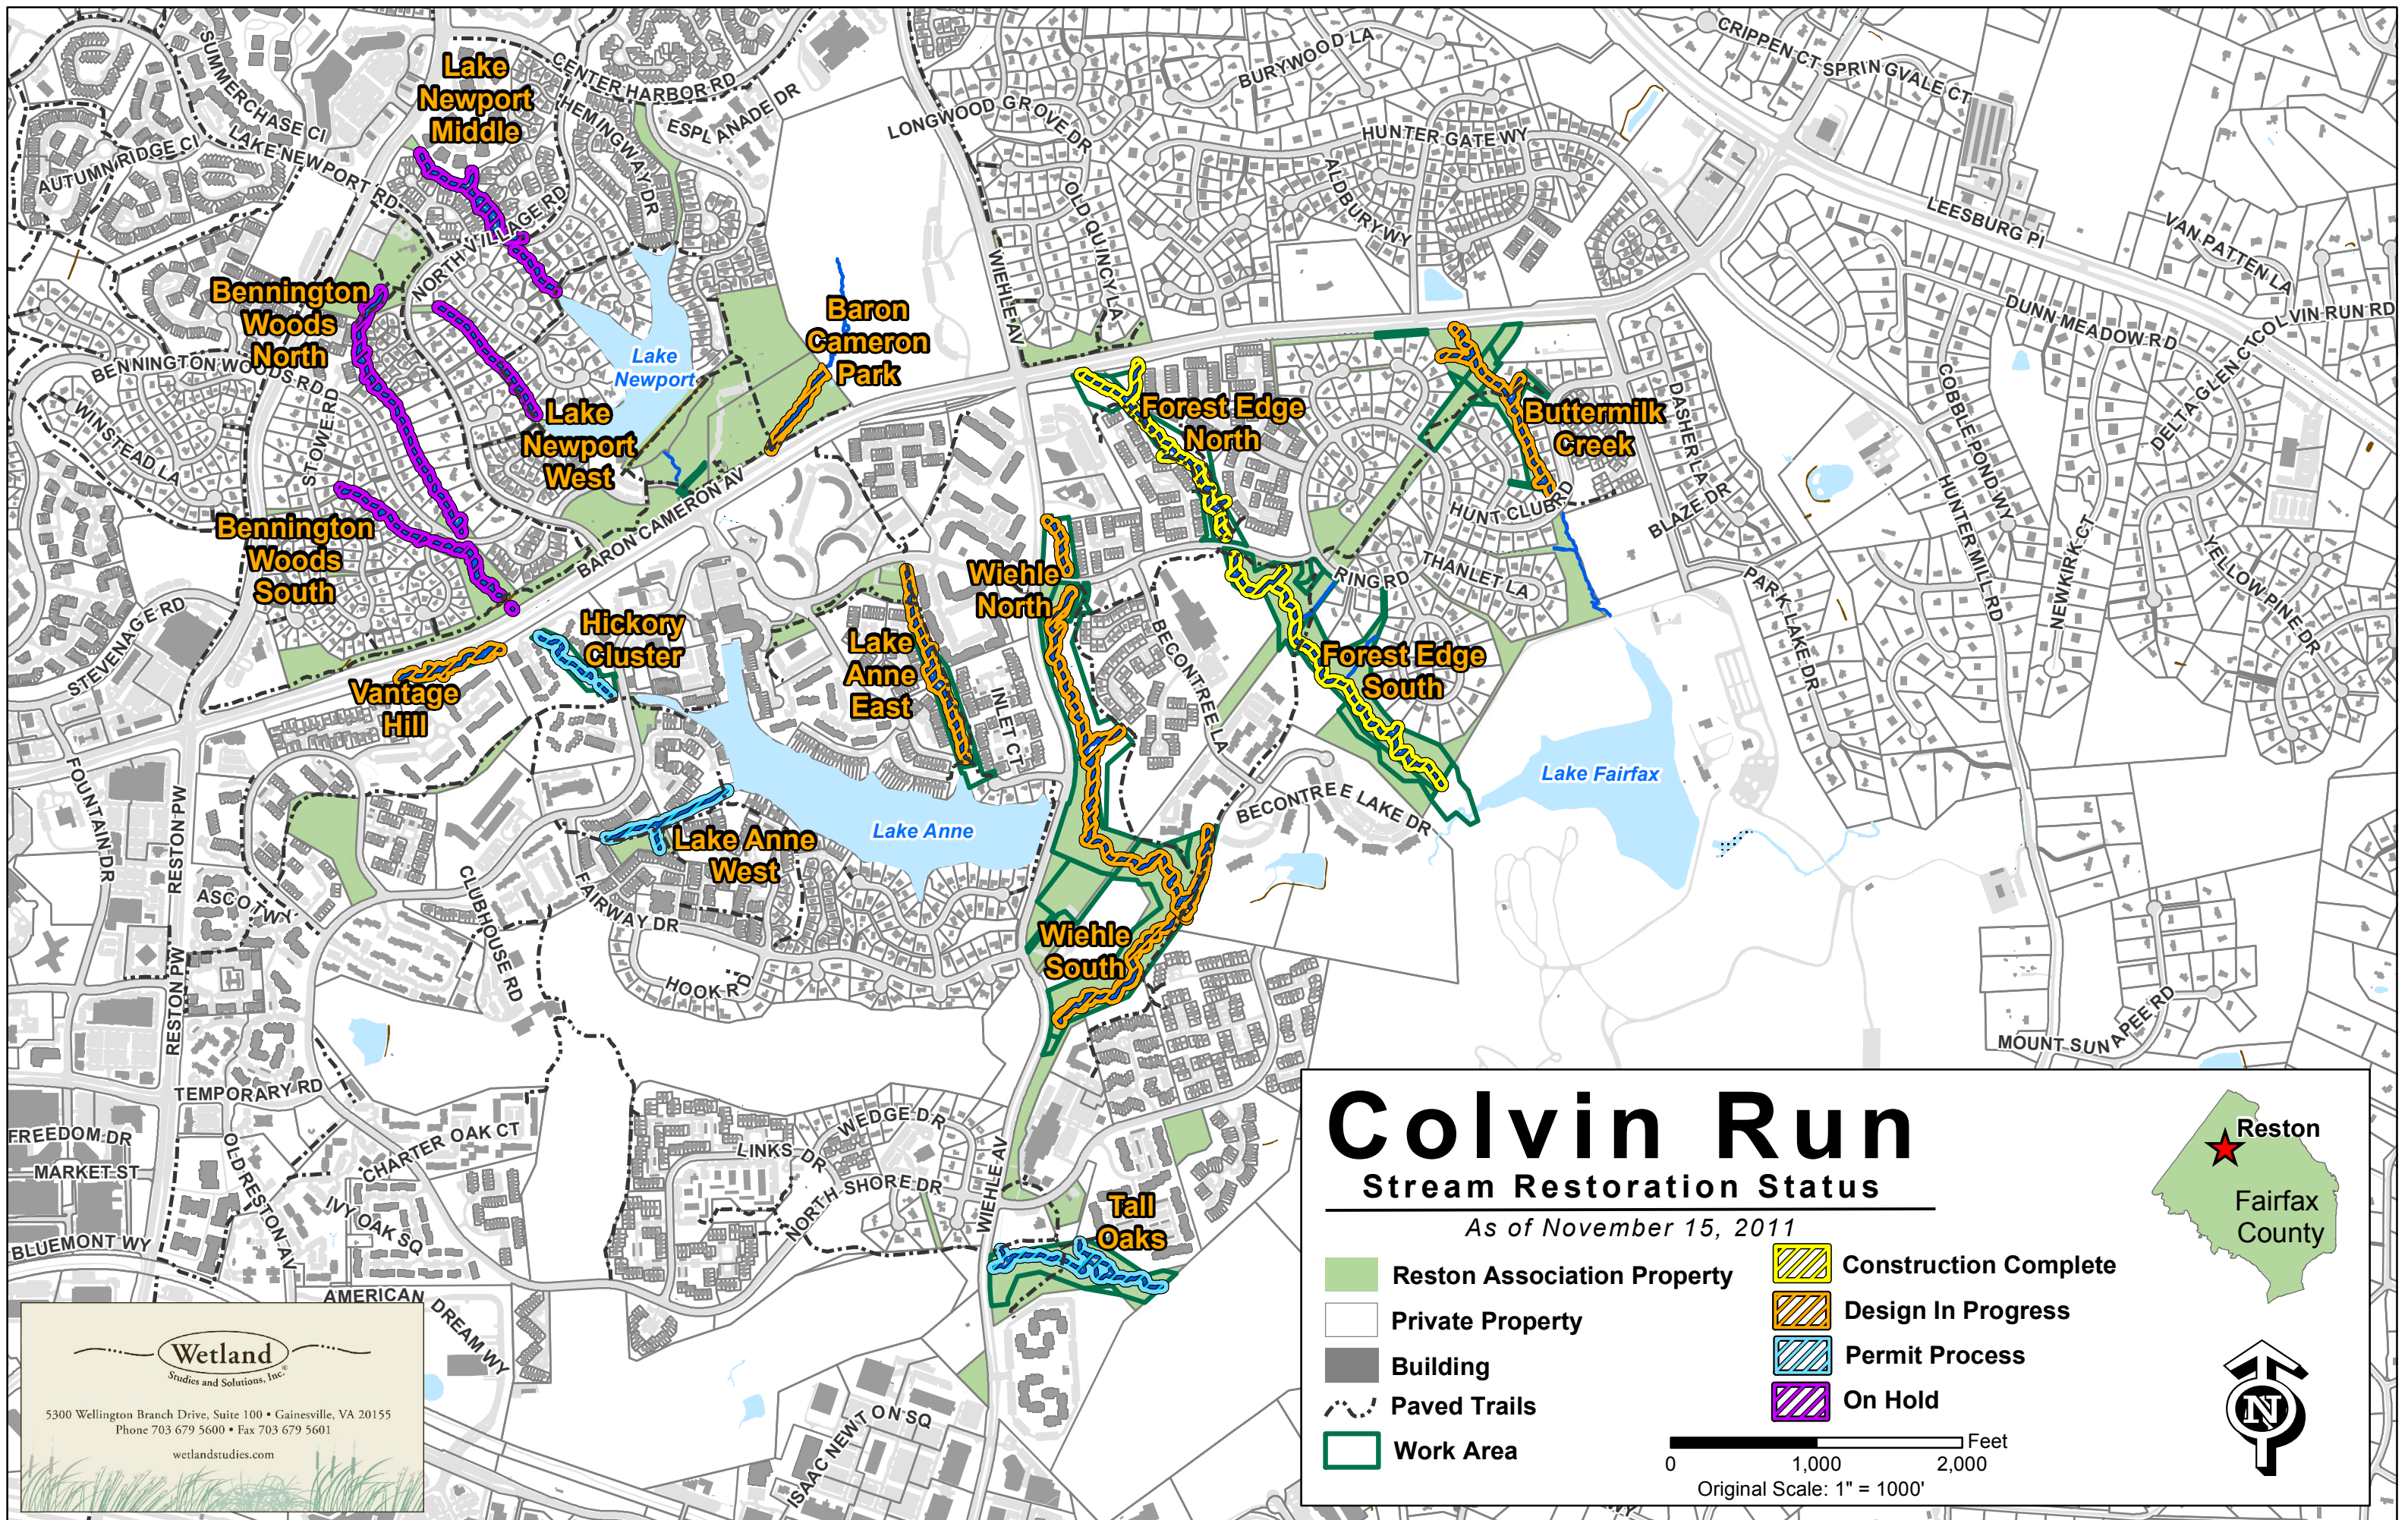 SUMMERCHASE CI
LAKE NEWPORT RD
AUTUMN RIDGE CI
Lake
Newport
Middle
CENTER HARBOR RD
HEMINGWAY DR
ESPLANADE DR
NORTH VILLAGE RD
LONGWOOD GROVE DR
BURYWOOD LA
OLD QUINCY LA
HUNTER GATE WY
ALDBURY WY
WIEHLE AV
CRIPPEN CT
SPRINGVALE CT
LEESBURG PI
VAN PATTEN LA
DUNN MEADOW RD
COLVIN RUN RD
DELTA GLEN CT
COBBLE POND WY
HUNTER MILL RD
NEWKIRK CT
YELLOW PINE DR
Bennington
Woods
North
BENNINGTON WOODS RD
WINSTEAD LA
STOWE RD
Lake
Newport
Lake
Newport
West
Baron
Cameron
Park
BARON CAMERON AV
Bennington
Woods
South
STEVENAGE RD
Forest Edge
North
Buttermilk
Creek
HUNT CLUB RD
DASHER LA
BLAZE DR
THANLET LA
RING RD
PARK LAKE DR
Wiehle
North
BECONTREE LA
Forest Edge
South
Hickory
Cluster
Vantage
Hill
Lake
Anne
East
INLET CT
Lake Fairfax
BECONTREE LAKE DR
Lake Anne
Lake Anne
West
FOUNTAIN DR
RESTON PW
RESTON PW
ASCOT WY
CLUBHOUSE RD
FAIRWAY DR
HOOK RD
Wiehle
South
MOUNT SUNAPEE RD
TEMPORARY RD
FREEDOM DR
MARKET ST
BLUEMONT WY
OLD RESTON AV
CHARTER OAK CT
IVY OAK SQ
AMERICAN DREAM WY
WEDGE DR
LINKS DR
NORTH SHORE DR
WIEHLE AV
Tall
Oaks
ISAAC NEWTON SQ
WY
Wetland
Studies and Solutions, Inc.®
5300 Wellington Branch Drive, Suite 100 • Gainesville, VA 20155
Phone 703 679 5600 • Fax 703 679 5601
wetlandstudies.com
Colvin Run
Stream Restoration Status
As of November 15, 2011
Reston Association Property
Private Property
Building
Paved Trails
Work Area
Construction Complete
Design In Progress
Permit Process
On Hold
Feet
0 1,000 2,000
Original Scale: 1" = 1000'
Reston
Fairfax
County
N